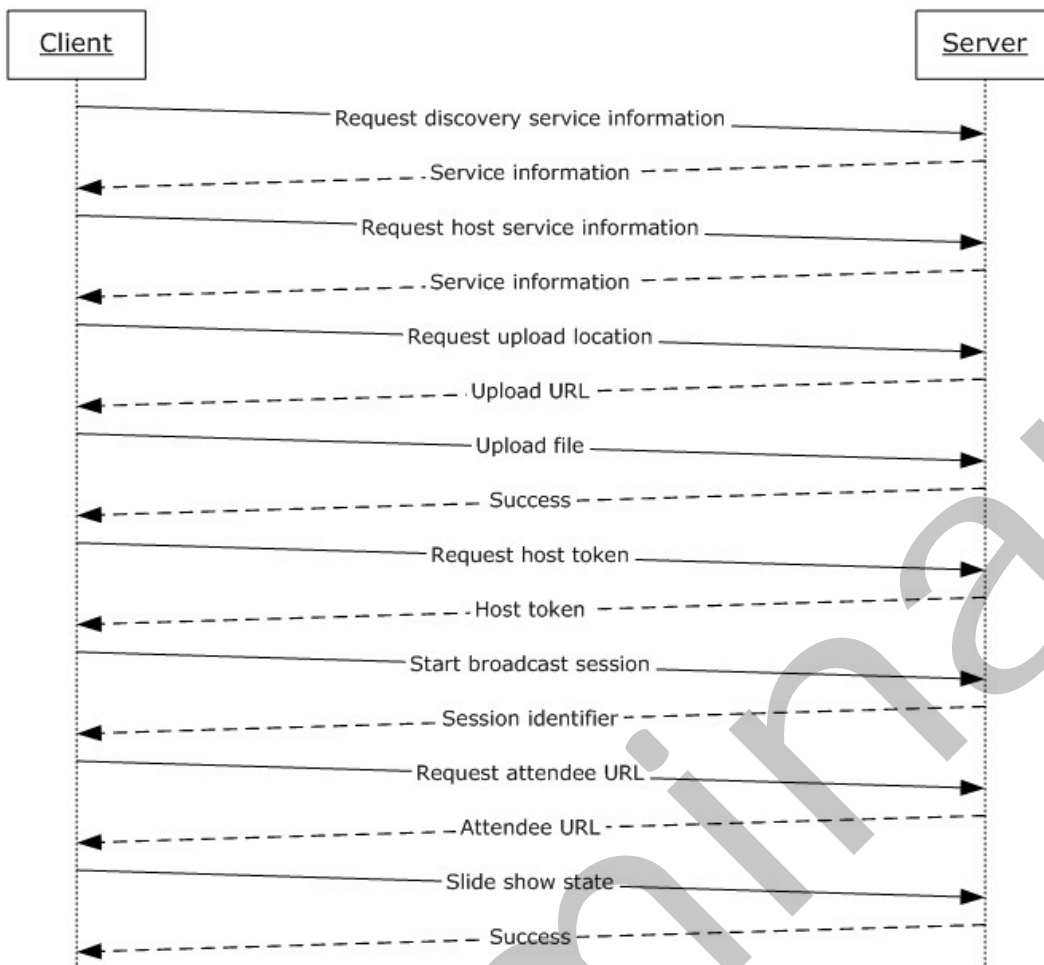 Client
Server
Request discovery service information
Service information
Request host service information
Service information
Request upload location
Upload URL
Upload file
Success
Request host token
Host token
Start broadcast session
Session identifier
Request attendee URL
Attendee URL
Slide show state
Success